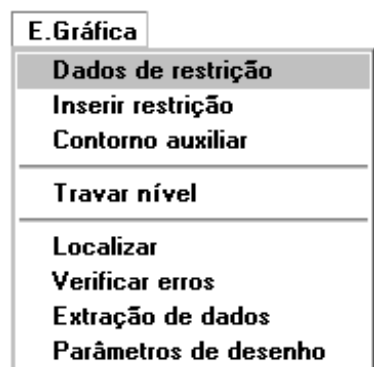 E.Gráfica
Dados de restrição
Inserir restrição
Contorno auxiliar
Travar nível
Localizar
Verificar erros
Extração de dados
Parâmetros de desenho